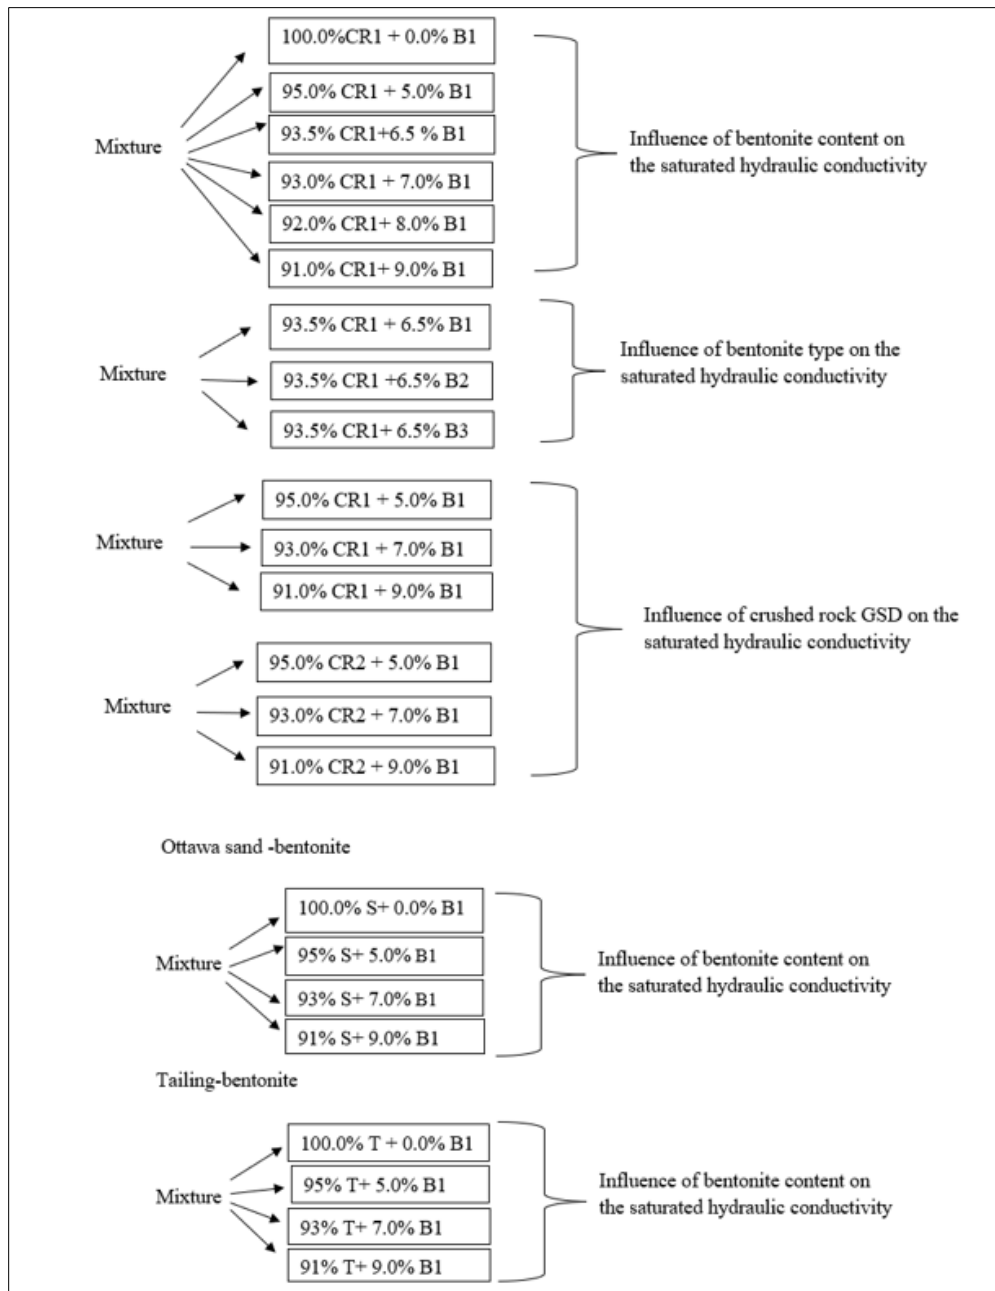 100.0%CR1 + 0.0% B1
95.0% CR1 + 5.0% B1
93.5% CR1+6.5 % B1
Mixture
93.0% CR1 + 7.0% B1
92.0% CR1+ 8.0% B1
91.0% CR1+ 9.0% B1
Influence of bentonite content on
the saturated hydraulic conductivity
93.5% CR1 + 6.5% B1
Mixture
93.5% CR1 +6.5% B2
93.5% CR1+ 6.5% B3
Influence of bentonite type on the
saturated hydraulic conductivity
95.0% CR1 + 5.0% B1
Mixture
93.0% CR1 + 7.0% B1
91.0% CR1 + 9.0% B1
Influence of crushed rock GSD on the
saturated hydraulic conductivity
95.0% CR2 + 5.0% B1
Mixture
93.0% CR2 + 7.0% B1
91.0% CR2 + 9.0% B1
Ottawa sand -bentonite
100.0% S+ 0.0% B1
95% S+ 5.0% B1
Mixture
93% S+ 7.0% B1
91% S+ 9.0% B1
Influence of bentonite content on
the saturated hydraulic conductivity
Tailing-bentonite
100.0% T + 0.0% B1
95% T+ 5.0% B1
Mixture
93% T+ 7.0% B1
91% T+ 9.0% B1
Influence of bentonite content on
the saturated hydraulic conductivity